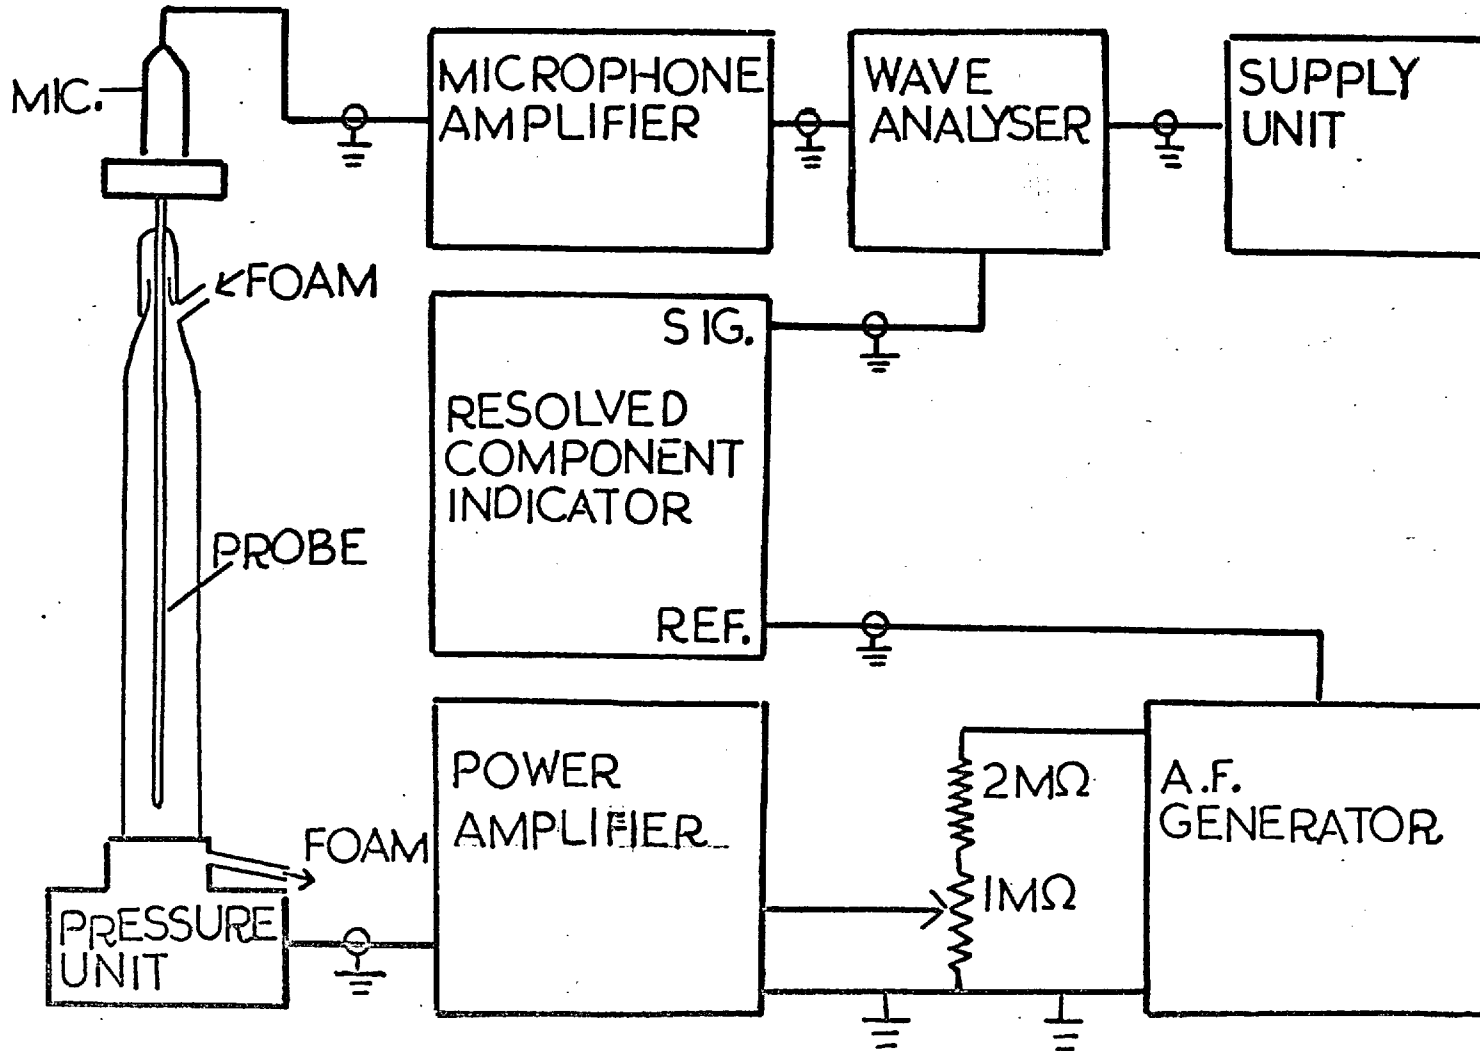 MIC.
MICROPHONE
AMPLIFIER
WAVE
ANALYSER
SUPPLY
UNIT
FOAM
SIG.
RESOLVED
COMPONENT
INDICATOR
REF.
PROBE
POWER
AMPLIFIER
2MΩ
1MΩ
A.F.
GENERATOR
FOAM
PRESSURE
UNIT